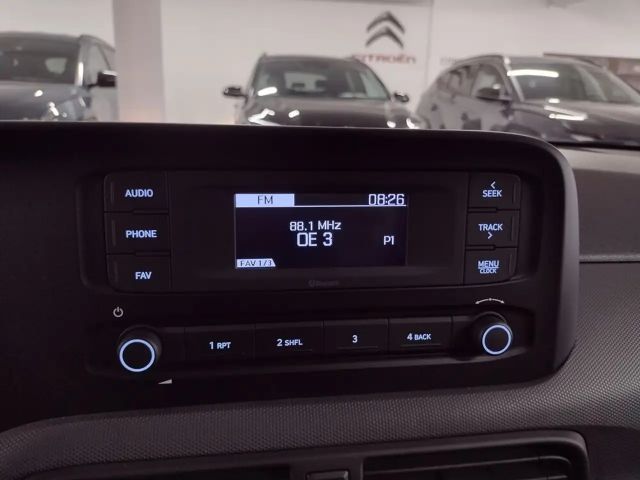 CITROËN
AUDIO
PHONE
FAV
FM 08:26
88.1 MHz
OE 3
P1
FAV 1/3
< SEEK
TRACK >
MENU
CLOCK
Bluetooth
1 RPT
2 SHFL
3
4 BACK